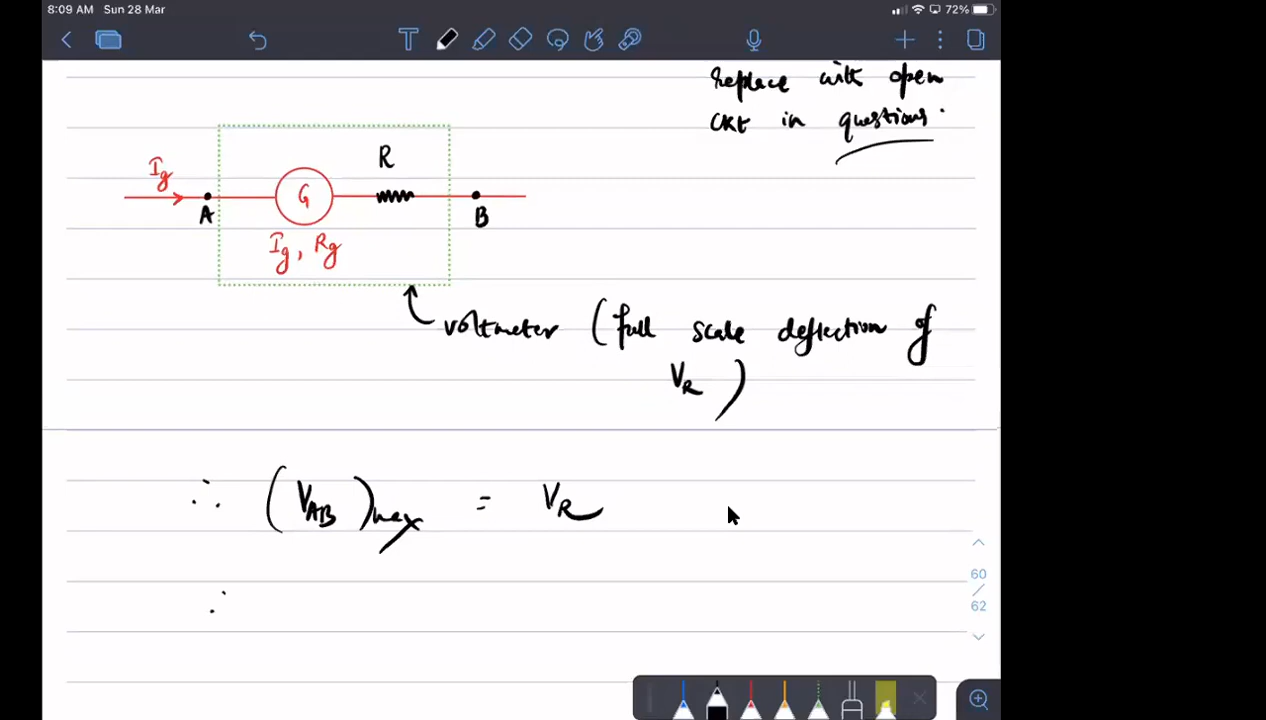 8:09 AM Sun 28 Mar 72%
T
replace with open
CKt in questions.
R
Ig
G
A
B
Ig, Rg
voltmeter (full scale deflection of
VR)
∴ (VAB)max = VR
∴
60
/
62